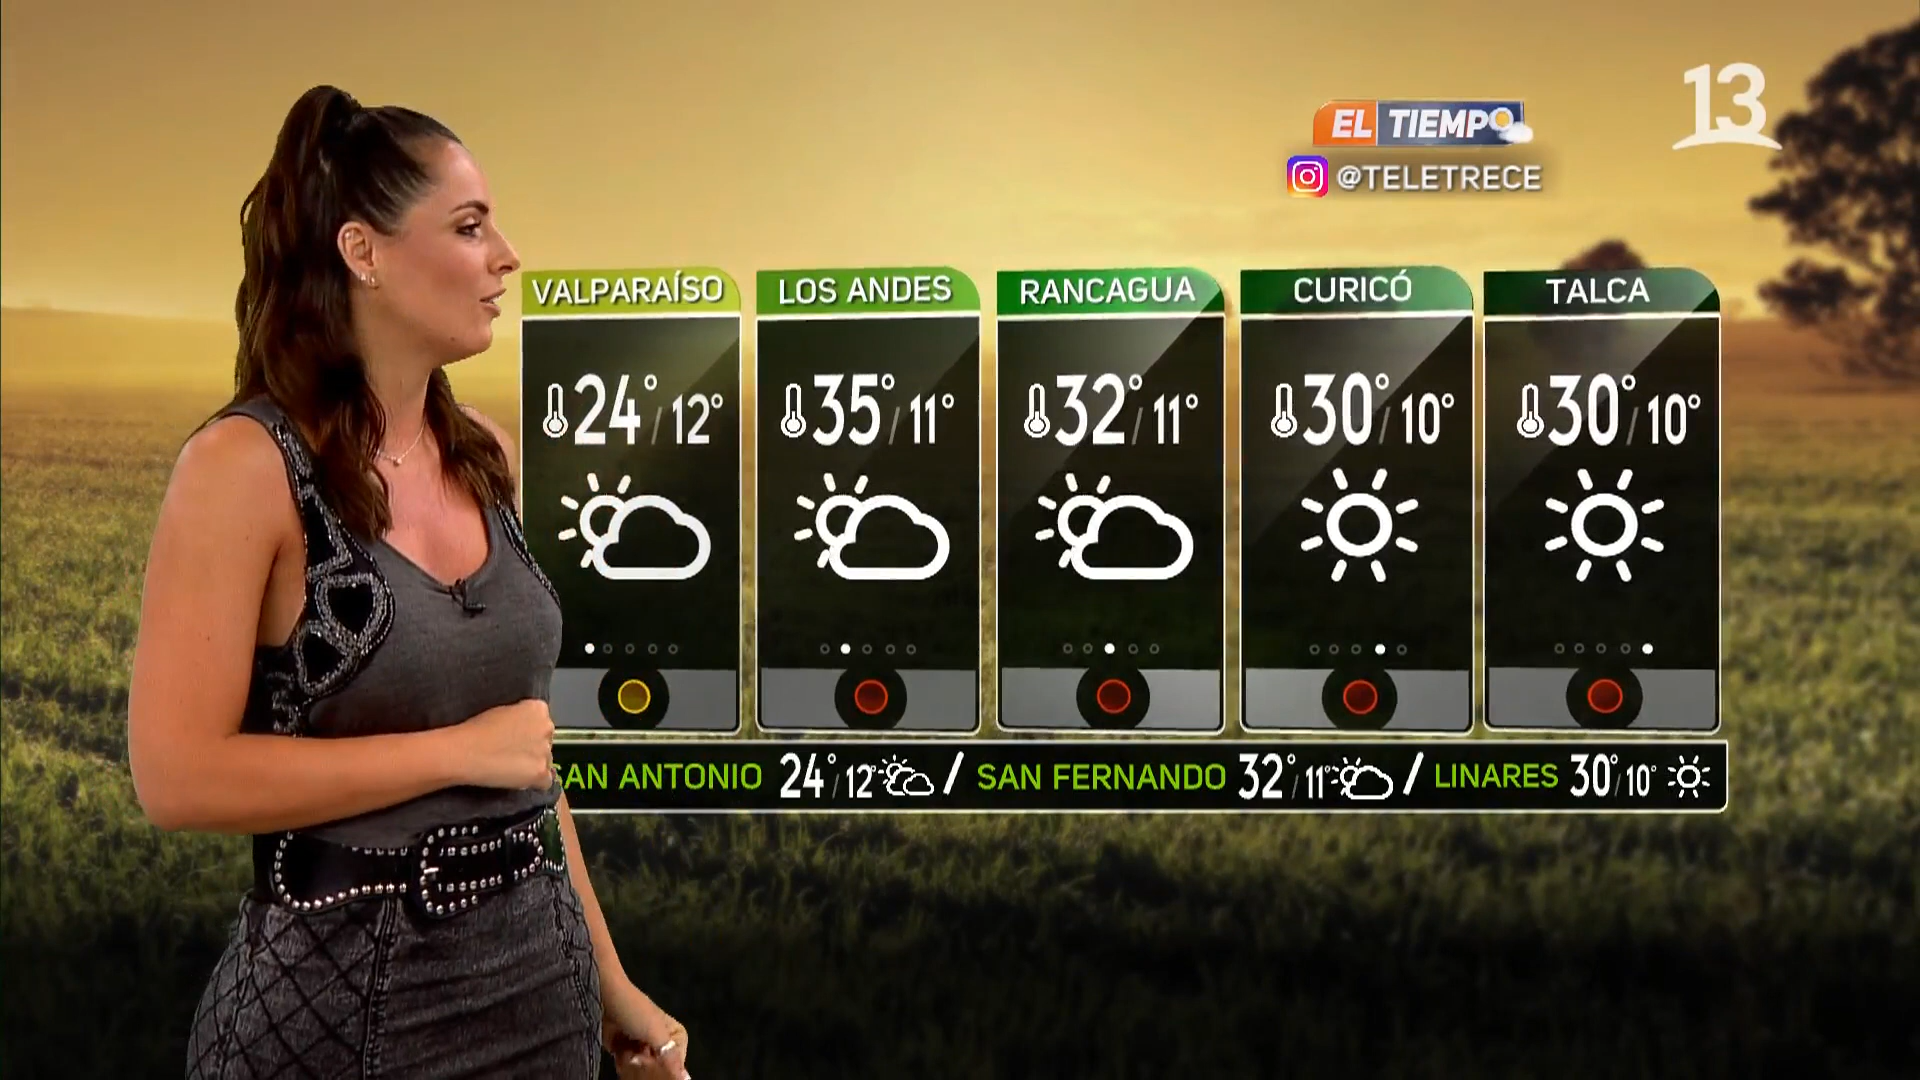 13
EL TIEMPO
@TELETRECE
VALPARAÍSO
24°/12°
LOS ANDES
35°/11°
RANCAGUA
32°/11°
CURICÓ
30°/10°
TALCA
30°/10°
SAN ANTONIO 24°/12° / SAN FERNANDO 32°/11° / LINARES 30°/10°